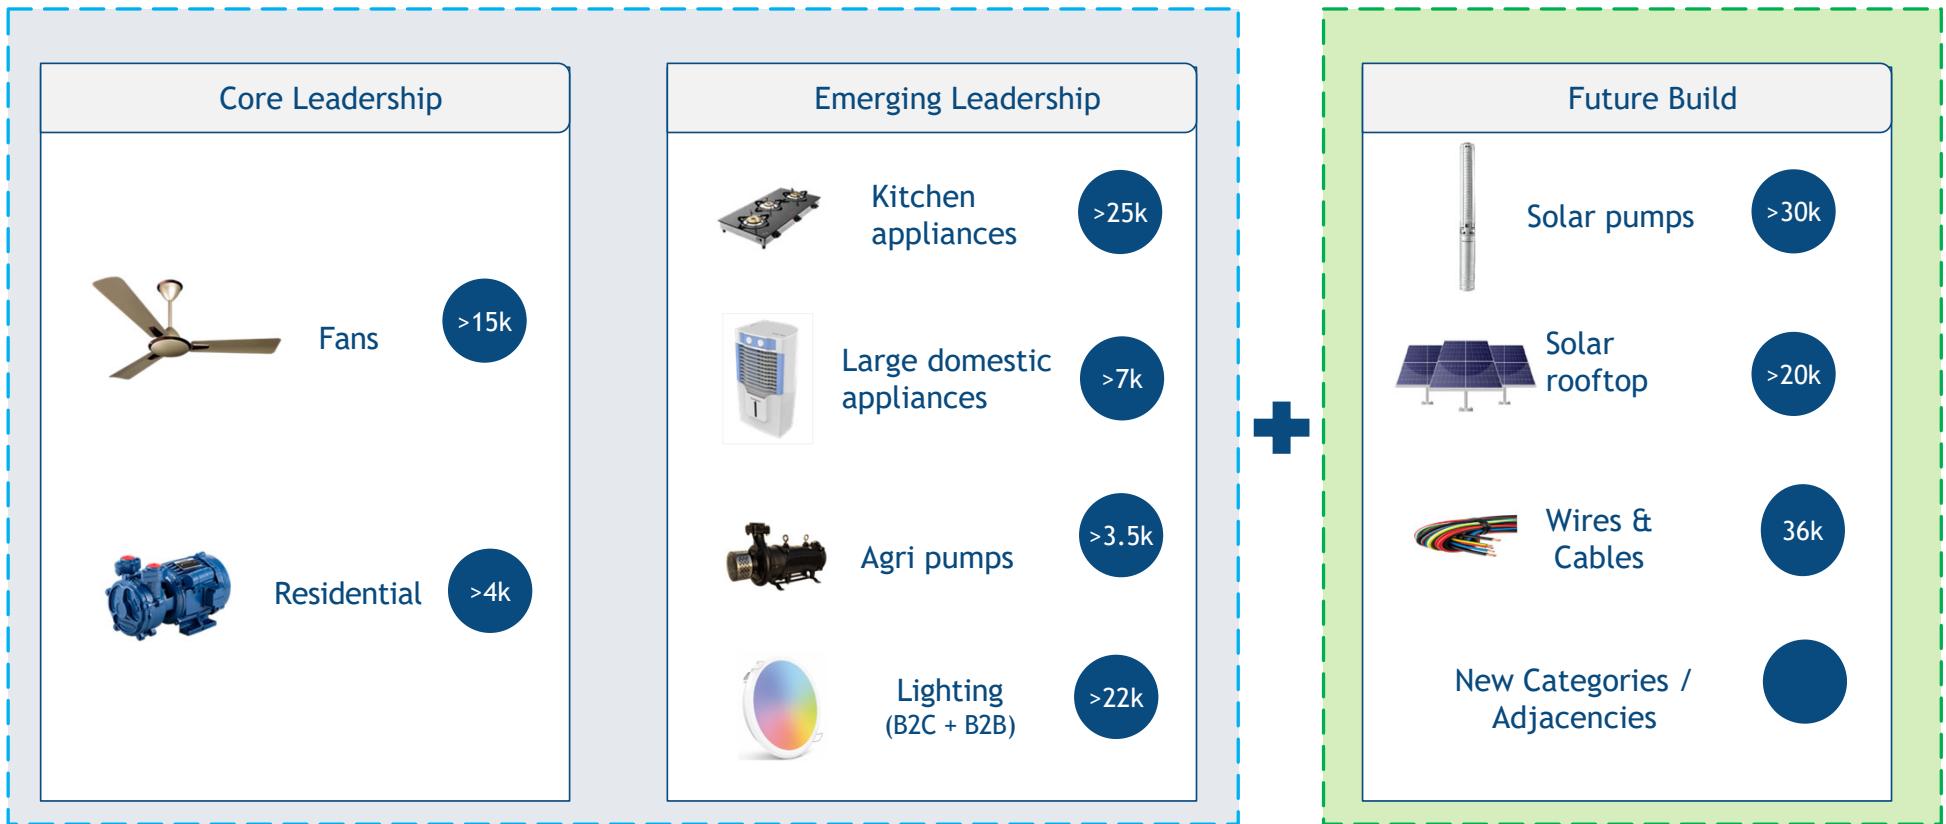 Core Leadership
Fans
>15k
Residential
>4k
Emerging Leadership
Kitchen
appliances
>25k
Large domestic
appliances
>7k
Agri pumps
>3.5k
Lighting
(B2C + B2B)
>22k
Future Build
Solar pumps
>30k
Solar
rooftop
>20k
Wires &
Cables
36k
New Categories /
Adjacencies